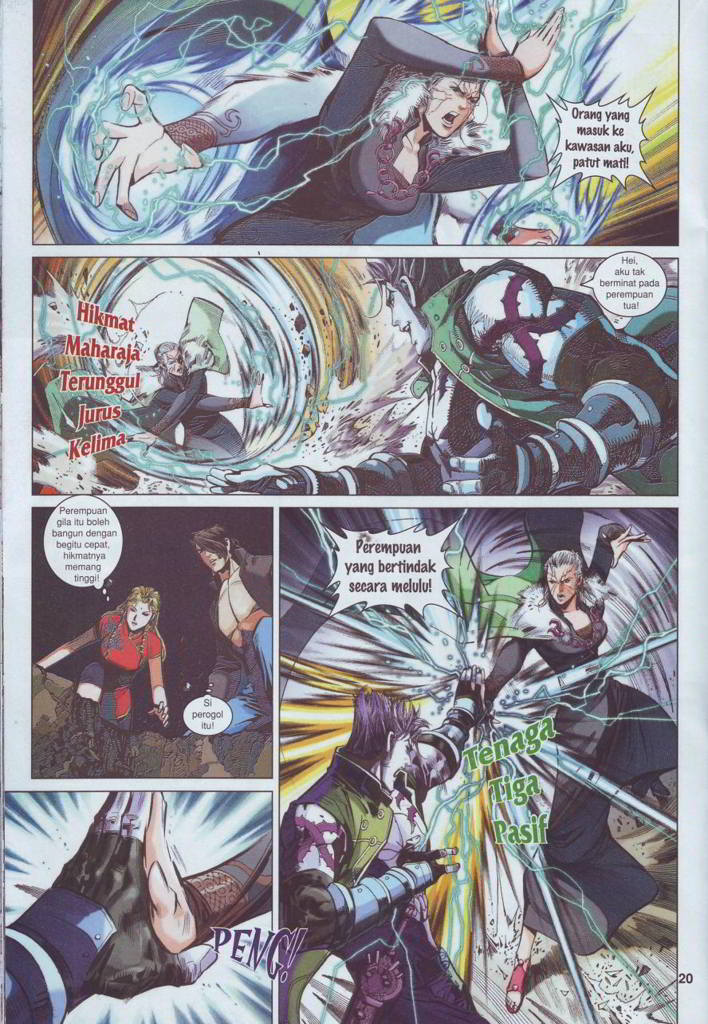 Orang yang
masuk ke
kawasan aku,
patut mati!
Hei,
aku tak
berminat pada
perempuan
tua!
Hikmat
Maharaja
Terunggul
Jurus
Kelima
Perempuan
gila itu boleh
bangun dengan
begitu cepat,
hikmatnya
memang
tinggi!
Si
perogol
itu!
Perempuan
yang bertindak
secara melulu!
Tenaga
Tiga
Pasif
PENG!
20